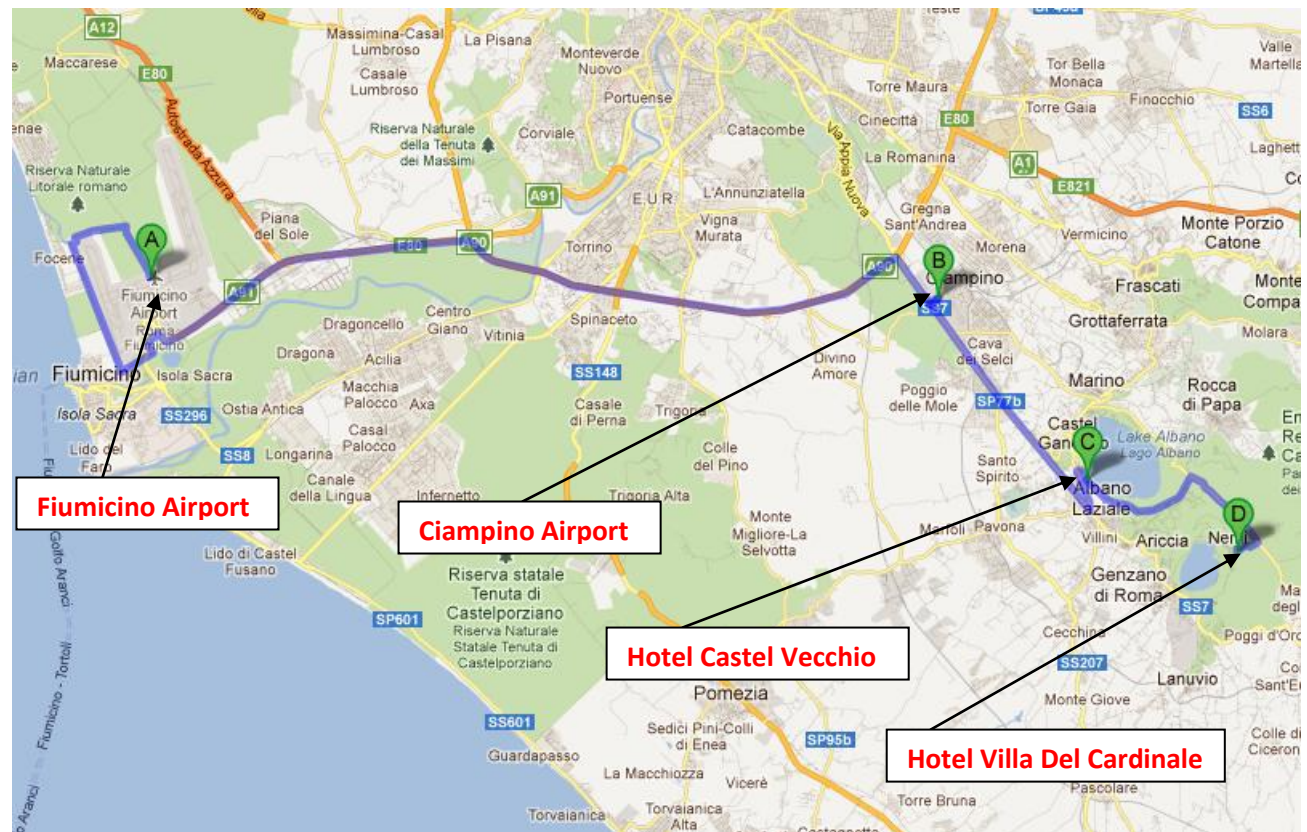 A12
Massimina-Casal
Lumbroso
La Pisana
Maccarese
E80
Casale
Lumbroso
Monteverde
Nuovo
Portuense
Autostrada Azzurra
Riserva Naturale
della Tenuta
dei Massimi
Corviale
Catacombe
Via Appia Nuova
Torre Maura
Cinecittà
Tor Bella
Monaca
Torre Gaia
Finocchio
Valle
Martella
SS6
E80
La Romanina
A1
E821
Riserva Naturale
Litorale romano
A91
E.U.R.
L'Annunziatella
Vigna
Murata
Gregna
Sant'Andrea
Morena
Vermicino
Monte Porzio
Catone
Piana
del Sole
E80
A90
Torrino
A90
Focene
A
B
Ciampino
Frascati
Fiumicino
Airport
Roma
Fiumicino
A91
SS7
Grottaferrata
Molara
Dragoncello
Centro
Giano
Vitinia
Spinaceto
Cava
dei Selci
Dragona
Acilia
Divino
Amore
Fiumicino
Isola Sacra
SS148
Poggio
delle Mole
Marino
Rocca
di Papa
Isola Sacra
SS296
Ostia Antica
Macchia
Palocco
Axa
Casale
di Perna
Trigoria
SP77b
Castel
Lake Albano
Lago Albano
Lido del
Faro
SS8
Longarina
Casal
Palocco
Colle
del Pino
C
Canale
della Lingua
Infernetto
Trigoria Alta
Santo
Spirito
Albano
Laziale
D
Fiumicino Airport
Ciampino Airport
Monte
Migliore-La
Selvotta
Pavona
Villini
Ariccia
Lido di Castel
Fusano
Riserva statale
Tenuta di
Castelporziano
Riserva Naturale
Statale Tenuta di
Castelporziano
Genzano
di Roma
SS7
SP601
Cecchina
Golfo Aranci
Hotel Castel Vecchio
SS207
Lanuvio
Pomezia
Monte Giove
Fiumicino - Tortolì
SS601
Sedici Pini-Colli
di Enea
SP95b
Guardapasso
Hotel Villa Del Cardinale
La Macchiozza
Vicerè
Pascolare
Torre Bruna
Torvaianica
Torvaianica
Alta